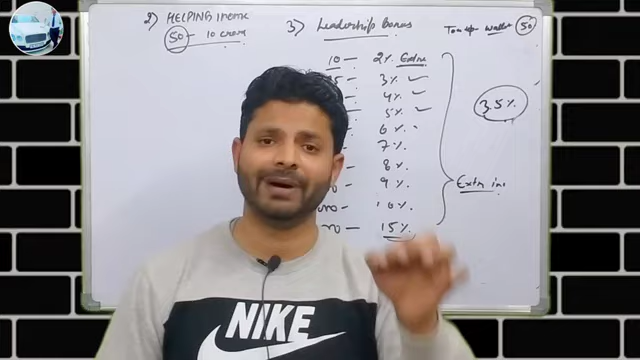 2) HELPING Income
50 - 10 crore
3) Leadership Bonus
Top up wallet 50
10 — 2% Extra
3%
4%
5%
6%
7%
8%
9%
10%
15%
35%
Extra in
NIKE